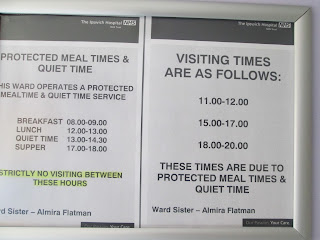 The Ipswich Hospital NHS
PROTECTED MEAL TIMES &
QUIET TIME
THIS WARD OPERATES A PROTECTED
MEALTIME & QUIET TIME SERVICE
BREAKFAST 08.00-09.00
LUNCH 12.00-13.00
QUIET TIME 13.00-14.30
SUPPER 17.00-18.00
STRICTLY NO VISITING BETWEEN
THESE HOURS
Ward Sister – Almira Flatman
The Ipswich Hospital NHS
VISITING TIMES
ARE AS FOLLOWS:
11.00-12.00
15.00-17.00
18.00-20.00
THESE TIMES ARE DUE TO
PROTECTED MEAL TIMES &
QUIET TIME
Ward Sister – Almira Flatman